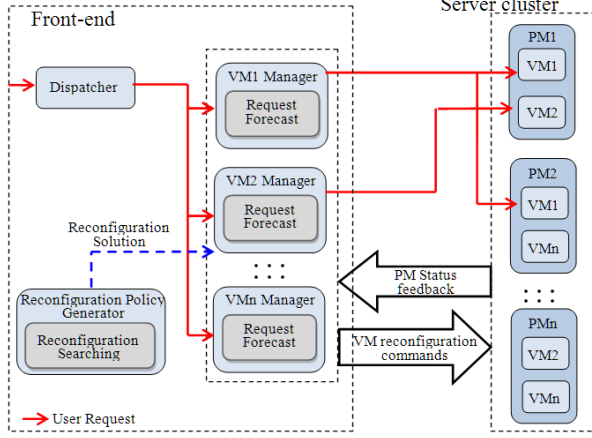 Server cluster
Front-end
Dispatcher
VM1 Manager
Request
Forecast
VM2 Manager
Request
Forecast
Reconfiguration
Solution
Reconfiguration Policy
Generator
Reconfiguration
Searching
VMn Manager
Request
Forecast
User Request
PM Status
feedback
VM reconfiguration
commands
PM1
VM1
VM2
PM2
VM1
VMn
PMn
VM2
VMn